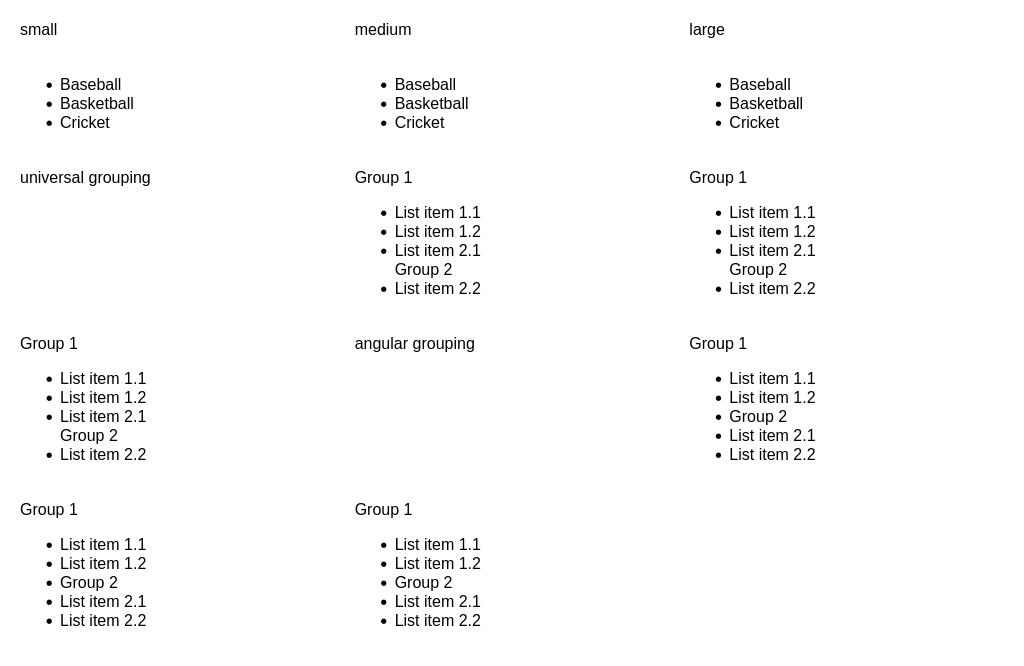 small
Baseball
Basketball
Cricket
medium
Baseball
Basketball
Cricket
large
Baseball
Basketball
Cricket
universal grouping
Group 1
List item 1.1
List item 1.2
List item 2.1
Group 2
List item 2.2
Group 1
List item 1.1
List item 1.2
List item 2.1
Group 2
List item 2.2
Group 1
List item 1.1
List item 1.2
List item 2.1
Group 2
List item 2.2
angular grouping
Group 1
List item 1.1
List item 1.2
Group 2
List item 2.1
List item 2.2
Group 1
List item 1.1
List item 1.2
Group 2
List item 2.1
List item 2.2
Group 1
List item 1.1
List item 1.2
Group 2
List item 2.1
List item 2.2